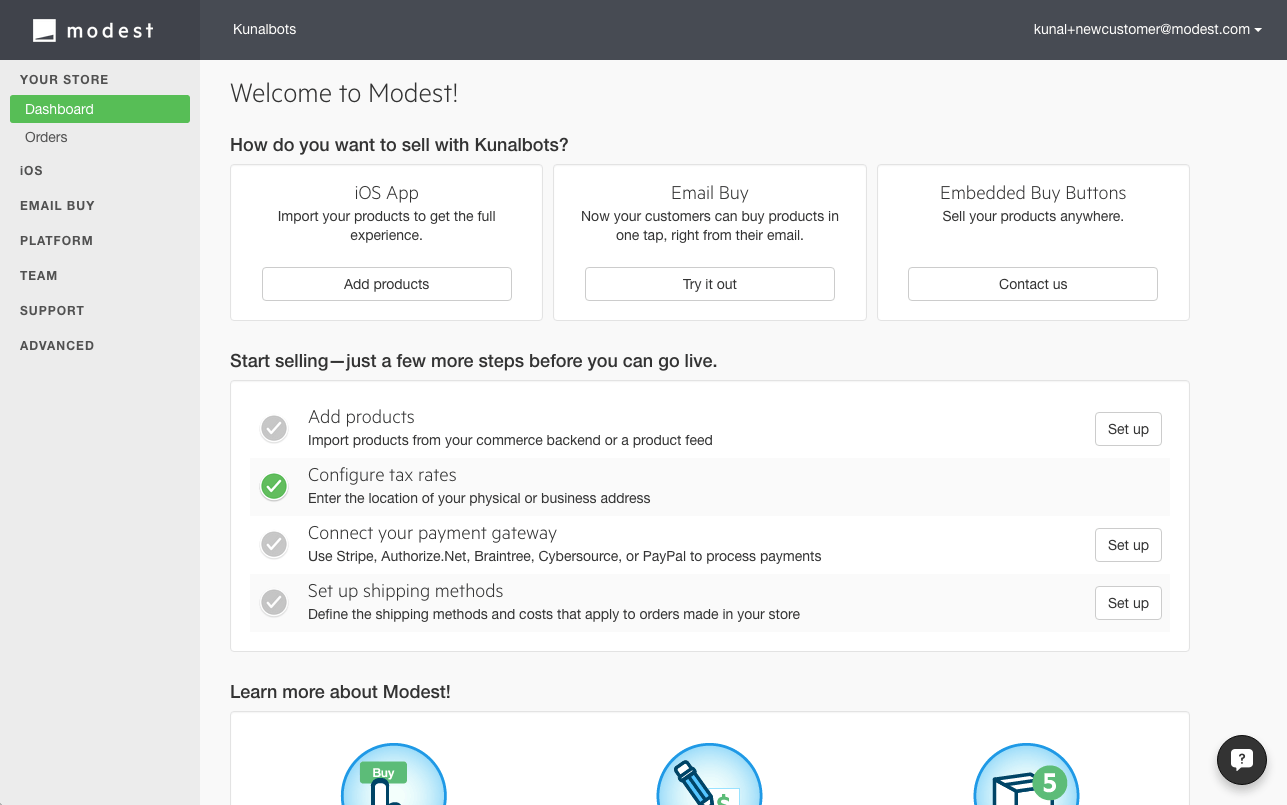 modest
Kunalbots
kunal+newcustomer@modest.com
YOUR STORE
Dashboard
Orders
iOS
EMAIL BUY
PLATFORM
TEAM
SUPPORT
ADVANCED
Welcome to Modest!
How do you want to sell with Kunalbots?
iOS App
Import your products to get the full
experience.
Add products
Email Buy
Now your customers can buy products in
one tap, right from their email.
Try it out
Embedded Buy Buttons
Sell your products anywhere.
Contact us
Start selling—just a few more steps before you can go live.
Add products
Import products from your commerce backend or a product feed
Set up
Configure tax rates
Enter the location of your physical or business address
Connect your payment gateway
Use Stripe, Authorize.Net, Braintree, Cybersource, or PayPal to process payments
Set up
Set up shipping methods
Define the shipping methods and costs that apply to orders made in your store
Set up
Learn more about Modest!
Buy
$
5
?